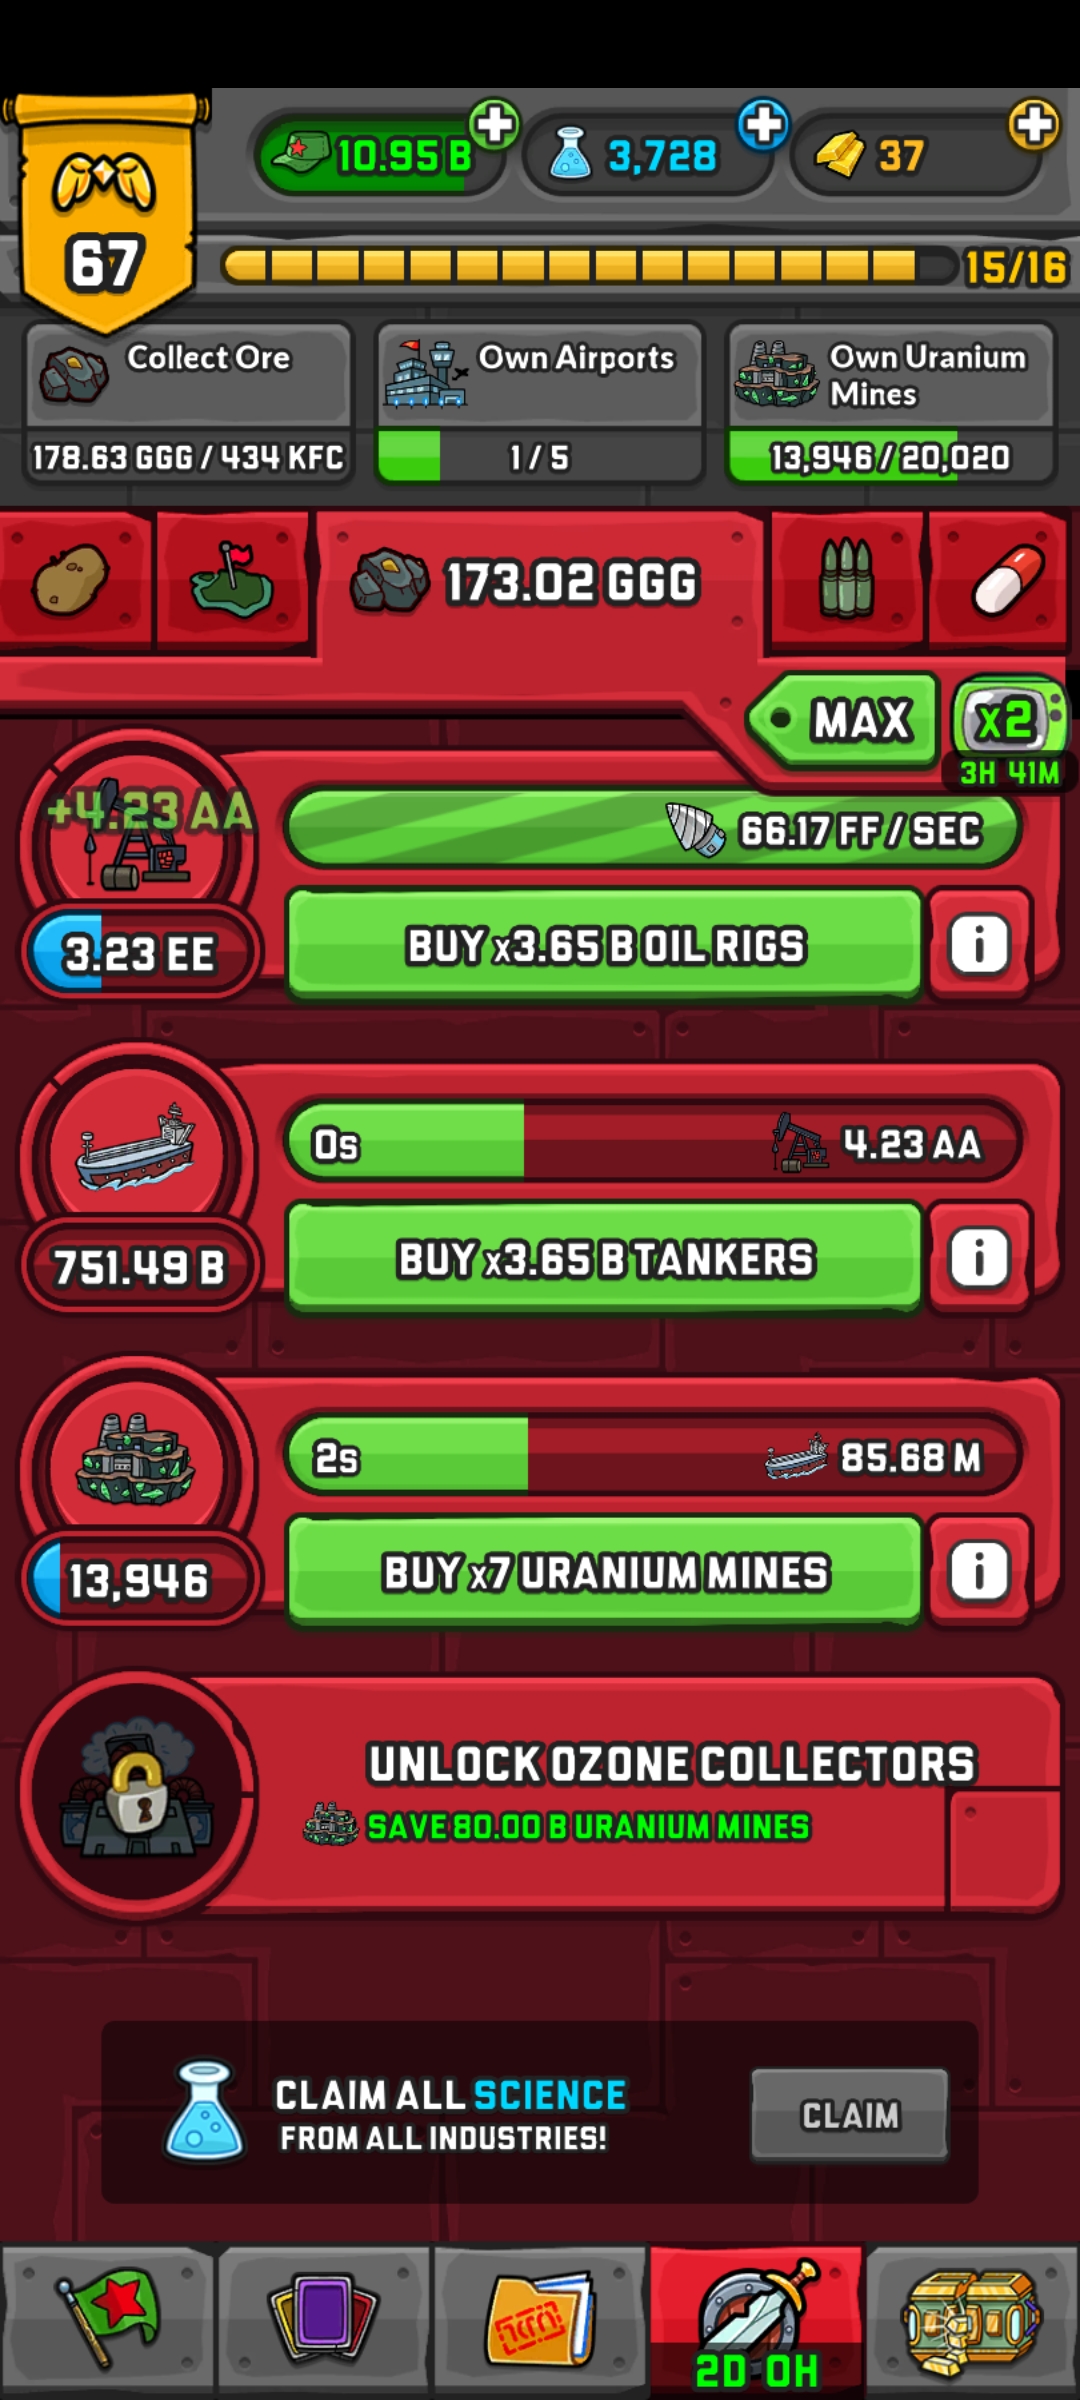 10.95 B
3,728
37
67
15/16
Collect Ore
178.63 GGG / 434 KFC
Own Airports
1 / 5
Own Uranium
Mines
13,946 / 20,020
173.02 GGG
MAX
x2
3H 41M
+4.23 AA
66.17 FF / SEC
3.23 EE
BUY x3.65 B OIL RIGS
i
0s
4.23 AA
751.49 B
BUY x3.65 B TANKERS
i
2s
85.68 M
13,946
BUY x7 URANIUM MINES
i
UNLOCK OZONE COLLECTORS
SAVE 80.00 B URANIUM MINES
CLAIM ALL SCIENCE
FROM ALL INDUSTRIES!
CLAIM
2D 0H